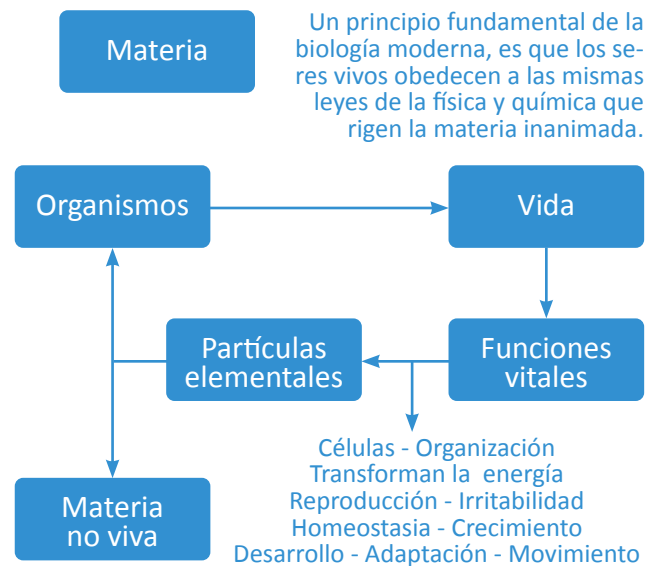 Materia
Un principio fundamental de la
biología moderna, es que los se-
res vivos obedecen a las mismas
leyes de la física y química que
rigen la materia inanimada.
Organismos
Vida
Partículas
elementales
Funciones
vitales
Células - Organización
Transforman la  energía
Reproducción - Irritabilidad
Homeostasia - Crecimiento
Desarrollo - Adaptación - Movimiento
Materia
no viva